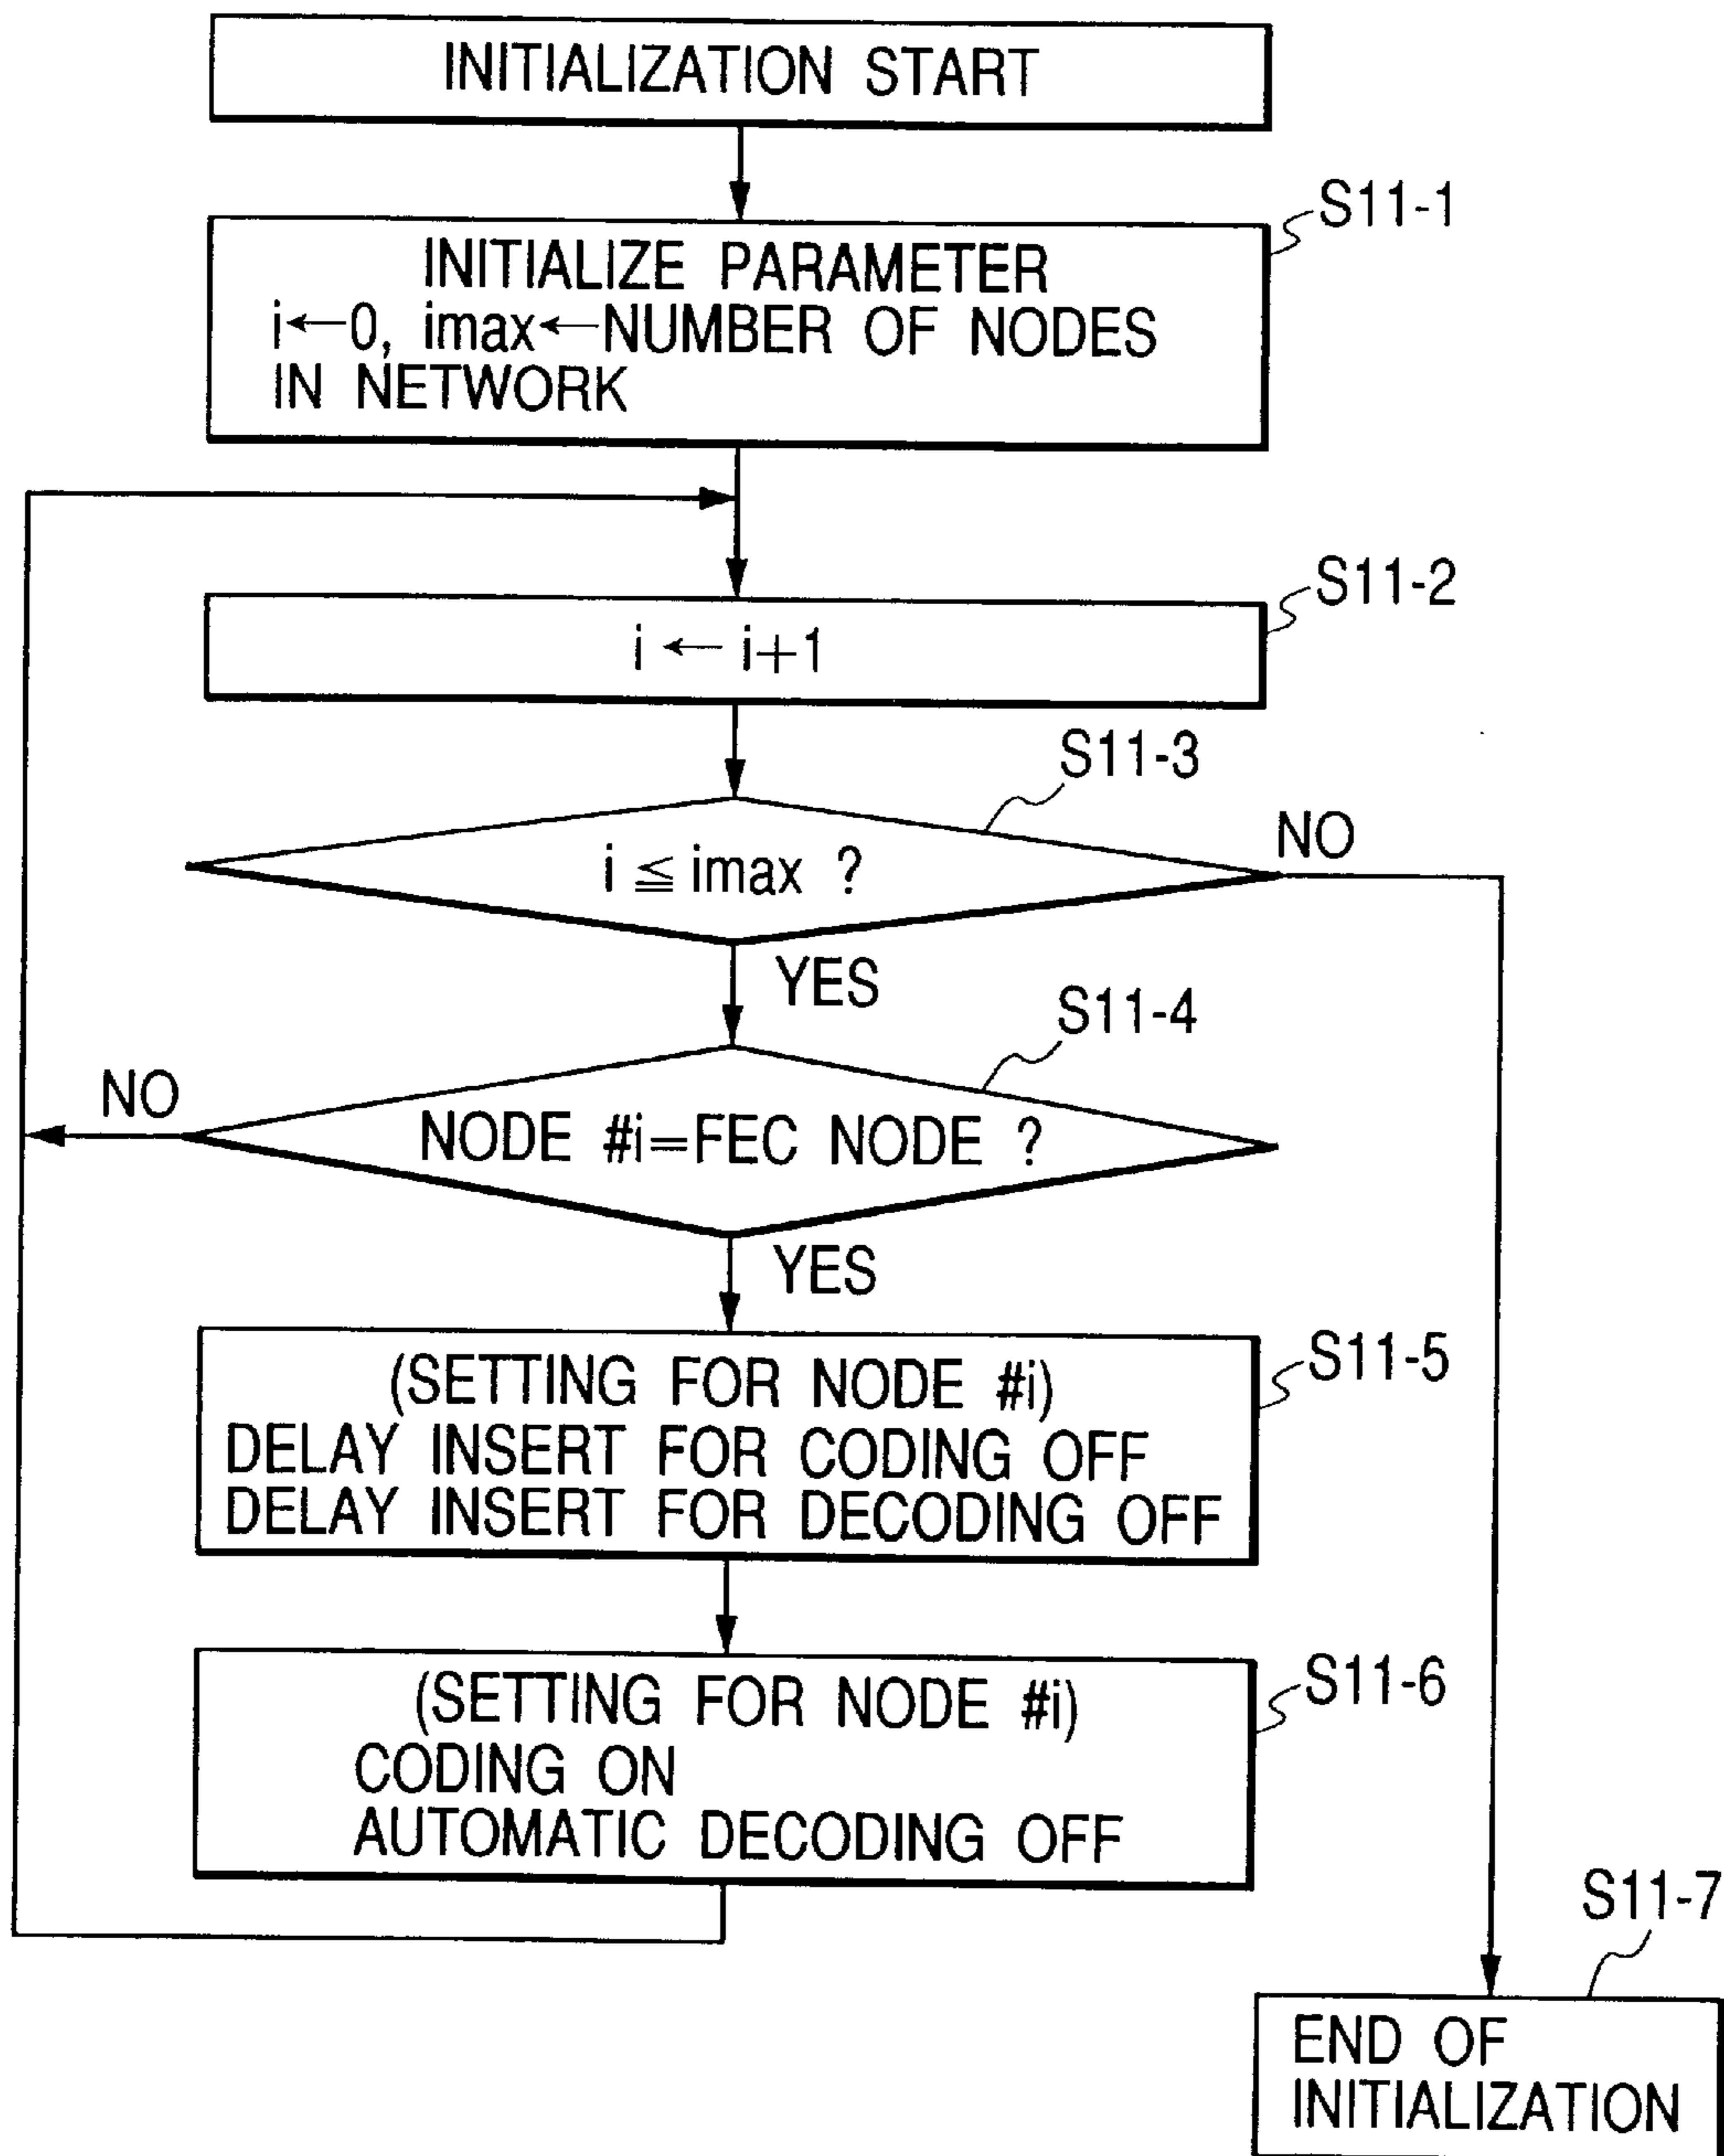 INITIALIZATION START
S11-1
INITIALIZE PARAMETER
i←0, imax←NUMBER OF NODES
IN NETWORK
S11-2
i ← i+1
S11-3
i ≦ imax ?
NO
YES
S11-4
NODE #i=FEC NODE ?
NO
YES
S11-5
(SETTING FOR NODE #i)
DELAY INSERT FOR CODING OFF
DELAY INSERT FOR DECODING OFF
S11-6
(SETTING FOR NODE #i)
CODING ON
AUTOMATIC DECODING OFF
S11-7
END OF
INITIALIZATION